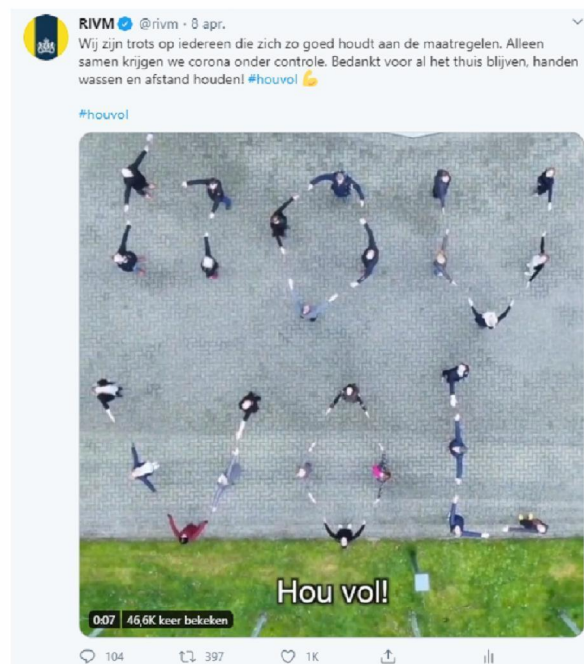 RIVM @rivm · 8 apr.
Wij zijn trots op iedereen die zich zo goed houdt aan de maatregelen. Alleen
samen krijgen we corona onder controle. Bedankt voor al het thuis blijven, handen
wassen en afstand houden! #houvol 💪
#houvol
hou
vol
Hou vol!
0:07 46,6K keer bekeken
104 397 1K